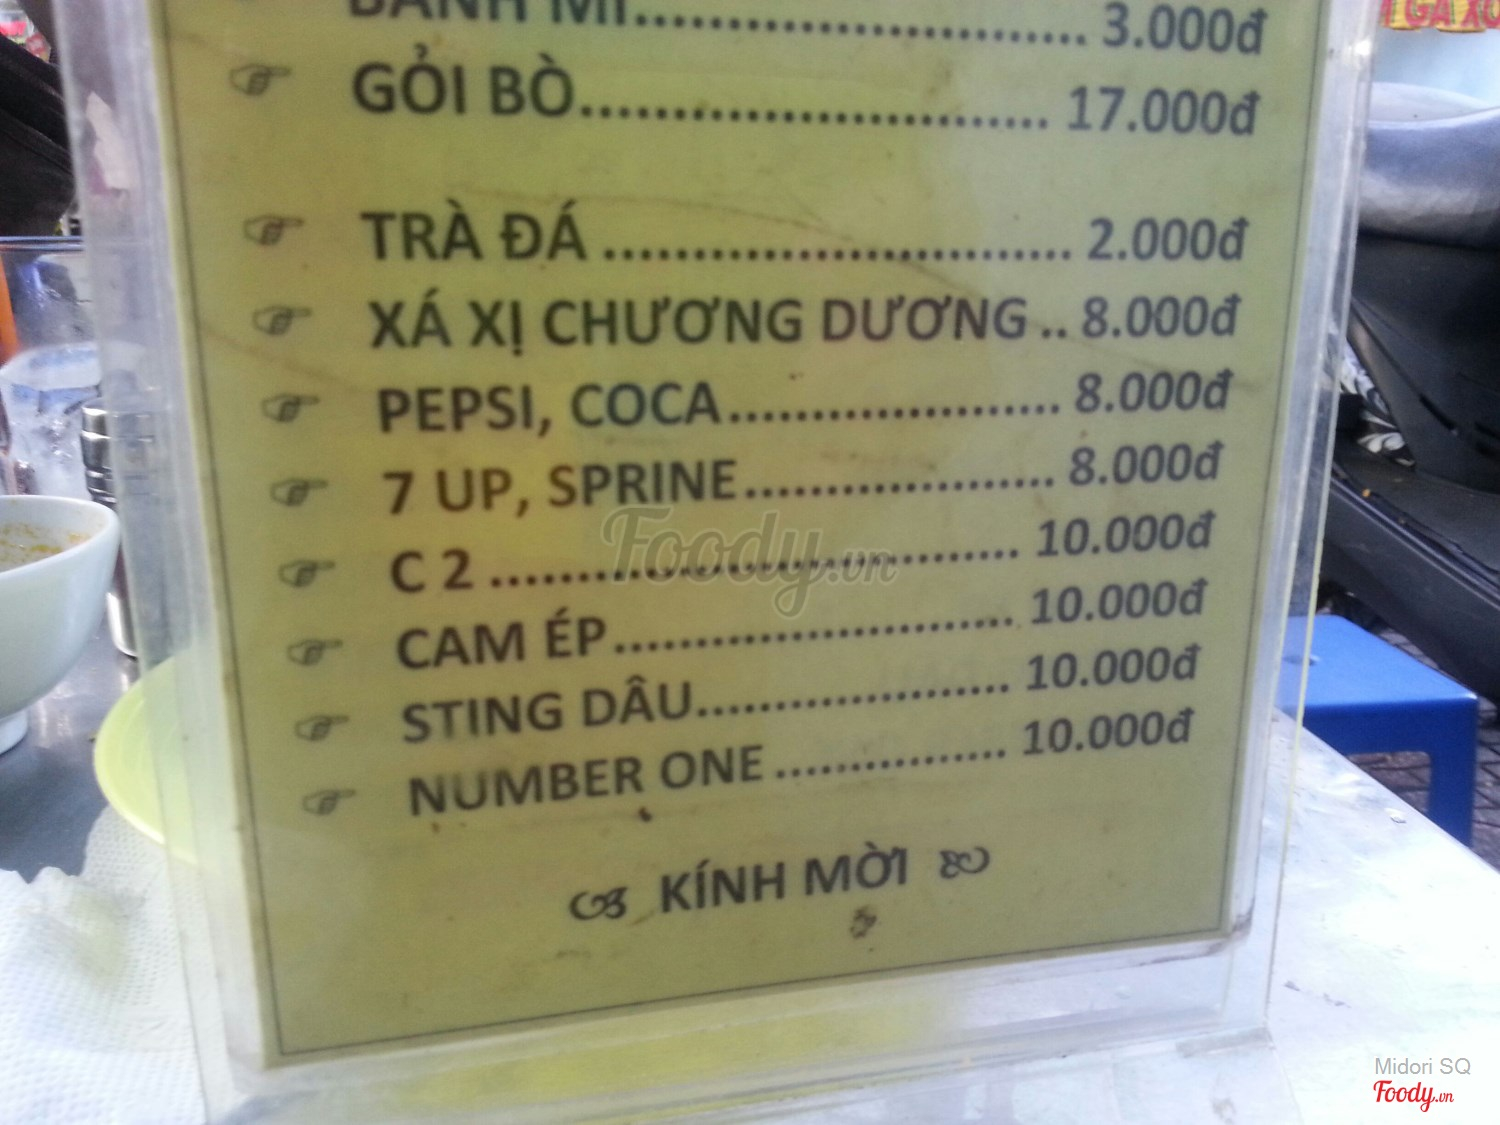 BÁNH MÌ.............................. 3.000đ
GỎI BÒ.............................. 17.000đ
TRÀ ĐÁ .............................. 2.000đ
XÁ XỊ CHƯƠNG DƯƠNG .. 8.000đ
PEPSI, COCA...................... 8.000đ
7 UP, SPRINE...................... 8.000đ
C 2 .................................. 10.000đ
CAM ÉP............................ 10.000đ
STING DÂU...................... 10.000đ
NUMBER ONE ................ 10.000đ
KÍNH MỜI
Foody.vn
Midori SQ
Foody.vn